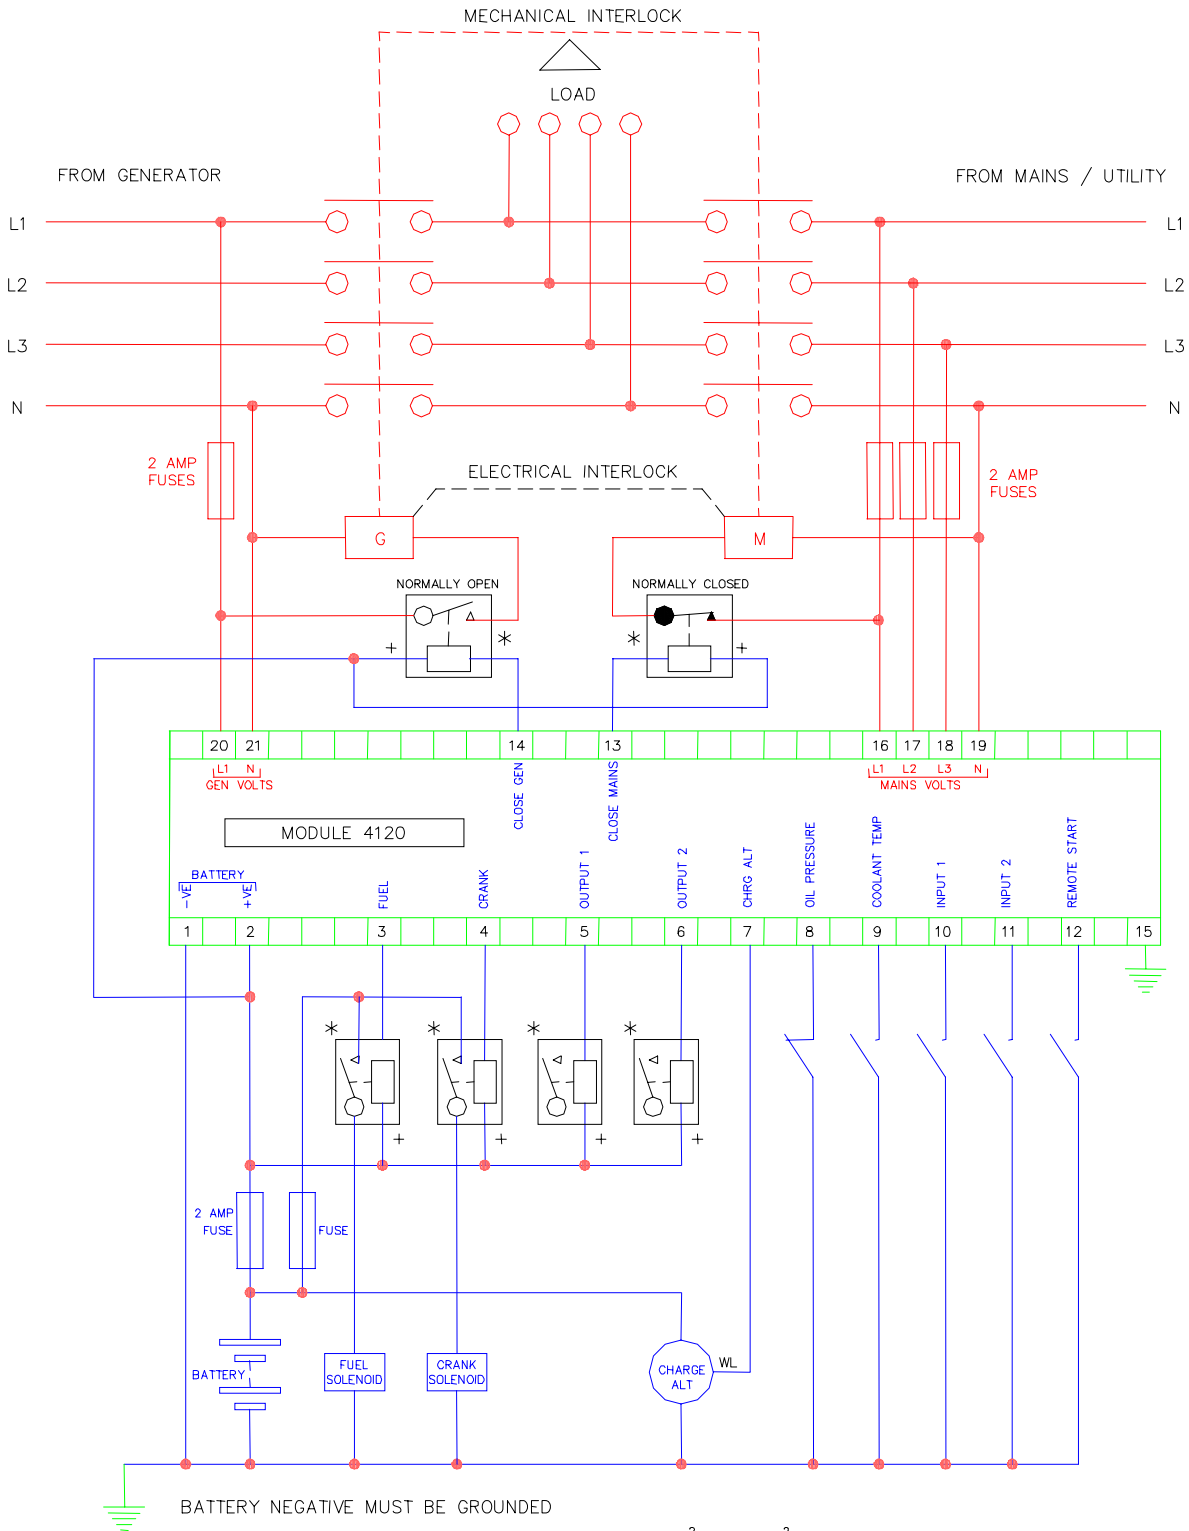 MECHANICAL INTERLOCK
LOAD
FROM GENERATOR
FROM MAINS / UTILITY
L1
L1
L2
L2
L3
L3
N
N
2 AMP
FUSES
ELECTRICAL INTERLOCK
2 AMP
FUSES
G
M
NORMALLY OPEN
NORMALLY CLOSED
+
*
*
+
20
21
14
13
16
17
18
19
L1
N
GEN VOLTS
CLOSE GEN
CLOSE MAINS
L1
L2
L3
N
MAINS VOLTS
MODULE 4120
BATTERY
-VE
+VE
FUEL
CRANK
OUTPUT 1
OUTPUT 2
CHRG ALT
OIL PRESSURE
COOLANT TEMP
INPUT 1
INPUT 2
REMOTE START
1
2
3
4
5
6
7
8
9
10
11
12
15
*
*
*
*
+
+
+
+
2 AMP
FUSE
FUSE
BATTERY
FUEL
SOLENOID
CRANK
SOLENOID
CHARGE
ALT
WL
BATTERY NEGATIVE MUST BE GROUNDED
2
2